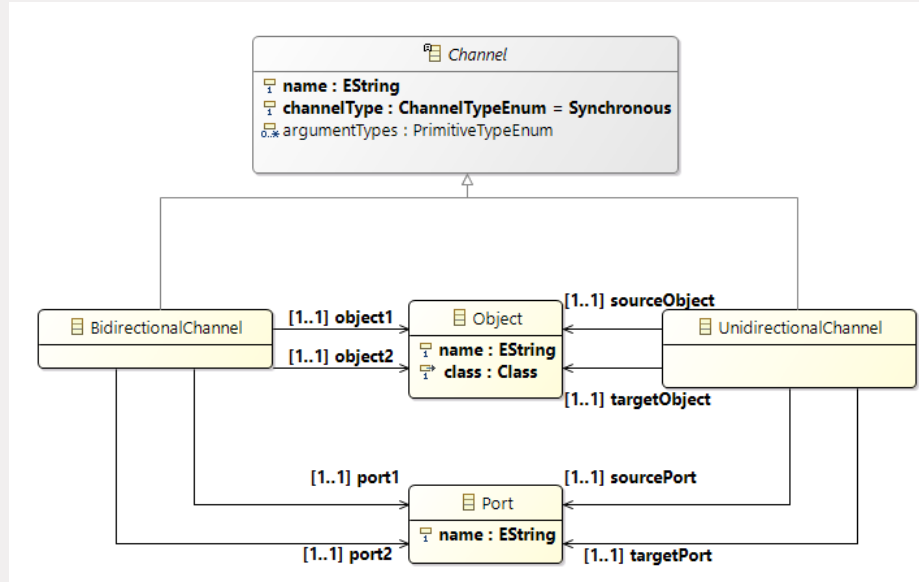 Channel
name : EString
channelType : ChannelTypeEnum = Synchronous
0..* argumentTypes : PrimitiveTypeEnum
[1..1] object1
[1..1] sourceObject
BidirectionalChannel
Object
UnidirectionalChannel
name : EString
[1..1] object2
class : Class
[1..1] targetObject
[1..1] port1
[1..1] sourcePort
Port
name : EString
[1..1] port2
[1..1] targetPort